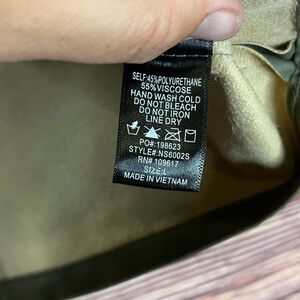 SELF:45%POLYURETHANE
55%VISCOSE
HAND WASH COLD
DO NOT BLEACH
DO NOT IRON
LINE DRY
PO#:198623
STYLE#:NS6002S
RN# 109617
SIZE:L
MADE IN VIETNAM